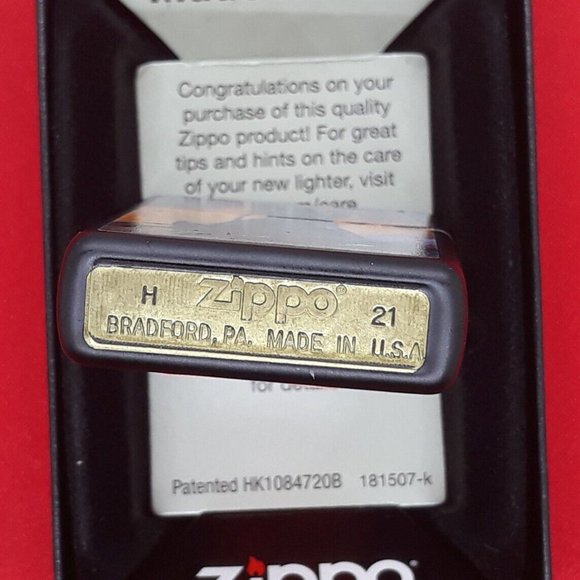 Congratulations on your
purchase of this quality
Zippo product! For great
tips and hints on the care
of your new lighter, visit
H Zippo® 21
BRADFORD, PA. MADE IN U.S.A
Patented HK1084720B 181507-k
Zippo